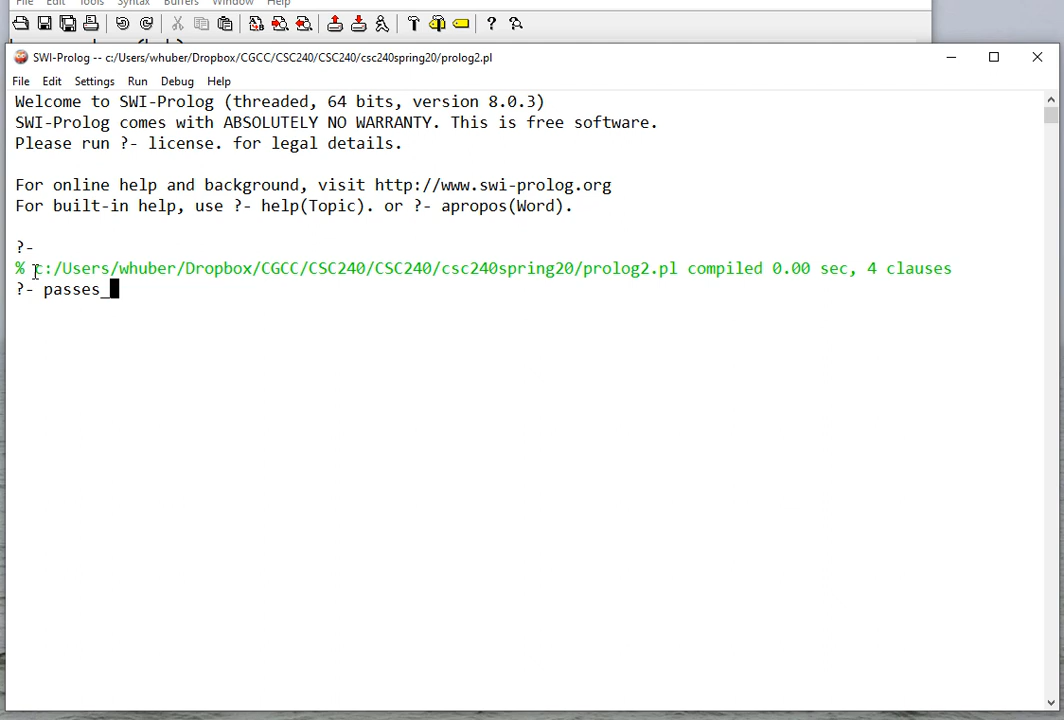 File Edit Tools Syntax Buffers Window Help
SWI-Prolog -- c:/Users/whuber/Dropbox/CGCC/CSC240/CSC240/csc240spring20/prolog2.pl
File Edit Settings Run Debug Help
Welcome to SWI-Prolog (threaded, 64 bits, version 8.0.3)
SWI-Prolog comes with ABSOLUTELY NO WARRANTY. This is free software.
Please run ?- license. for legal details.
For online help and background, visit http://www.swi-prolog.org
For built-in help, use ?- help(Topic). or ?- apropos(Word).
?-
% c:/Users/whuber/Dropbox/CGCC/CSC240/CSC240/csc240spring20/prolog2.pl compiled 0.00 sec, 4 clauses
?- passes_